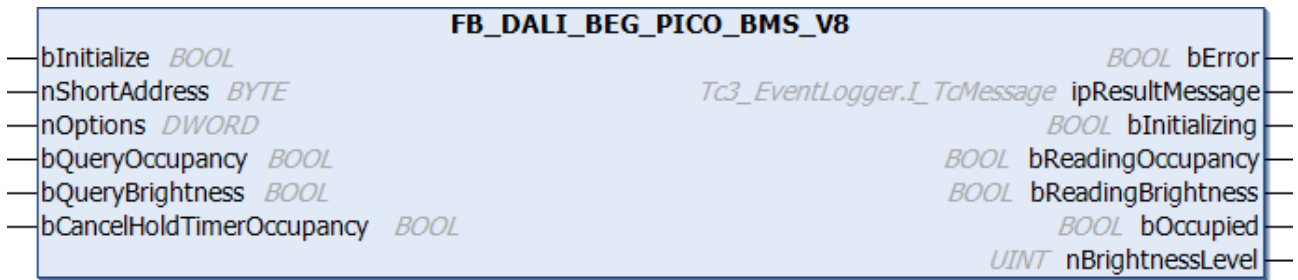 FB_DALI_BEG_PICO_BMS_V8
bInitialize BOOL BOOL bError
nShortAddress BYTE Tc3_EventLogger.I_TcMessage ipResultMessage
nOptions DWORD BOOL bInitializing
bQueryOccupancy BOOL BOOL bReadingOccupancy
bQueryBrightness BOOL BOOL bReadingBrightness
bCancelHoldTimerOccupancy BOOL BOOL bOccupied
UINT nBrightnessLevel